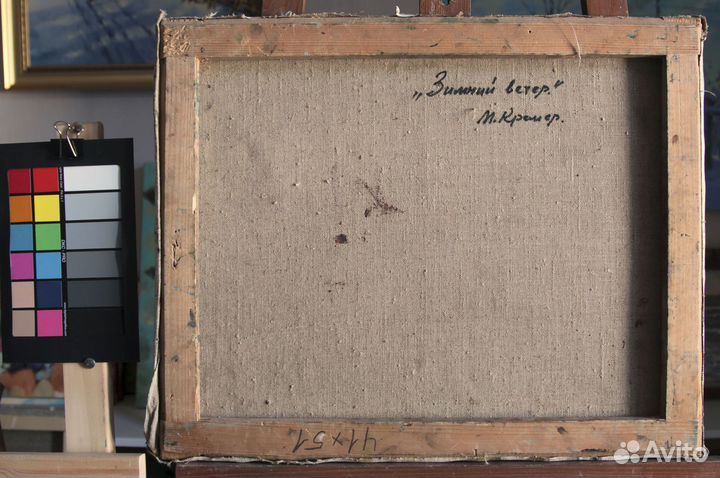 „Зимний ветер."
М. Кремер.
41×51
Avito